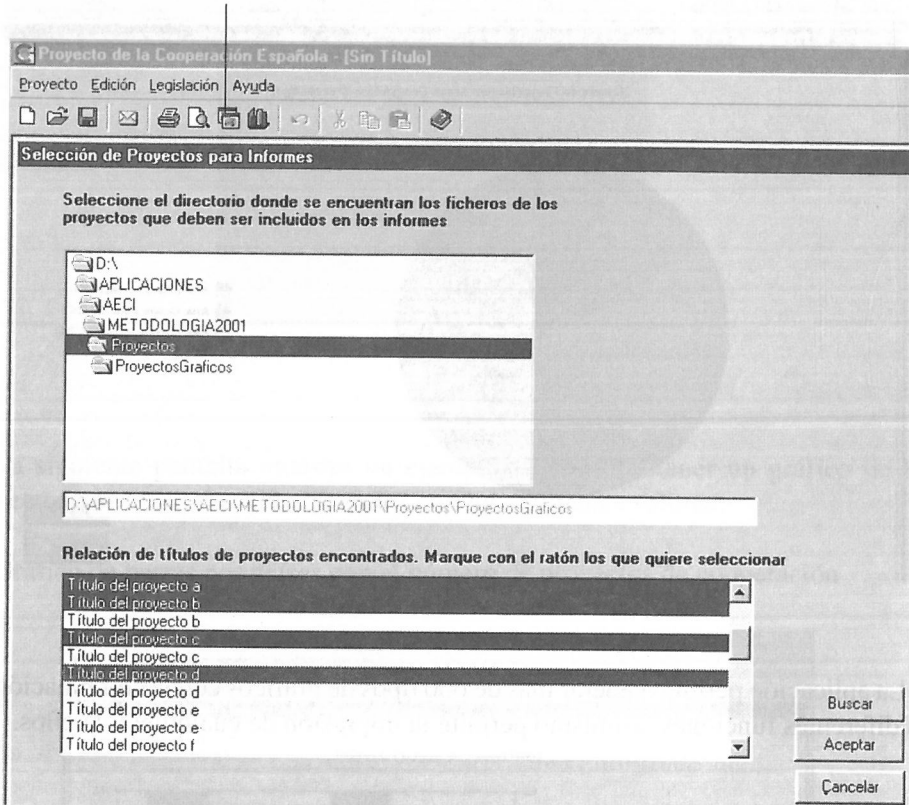 Proyecto de la Cooperación Española - [Sin Título]
Proyecto Edición Legislación Ayuda
Selección de Proyectos para Informes
Seleccione el directorio donde se encuentran los ficheros de los
proyectos que deben ser incluidos en los informes
D:\
APLICACIONES
AECI
METODOLOGIA2001
Proyectos
ProyectosGraficos
D:\APLICACIONES\AECI\METODOLOGIA2001\Proyectos\ProyectosGraficos
Relación de títulos de proyectos encontrados. Marque con el ratón los que quiere seleccionar
Título del proyecto a
Título del proyecto b
Título del proyecto b
Título del proyecto c
Título del proyecto c
Título del proyecto d
Título del proyecto d
Título del proyecto e
Título del proyecto e
Título del proyecto f
Buscar
Aceptar
Cancelar